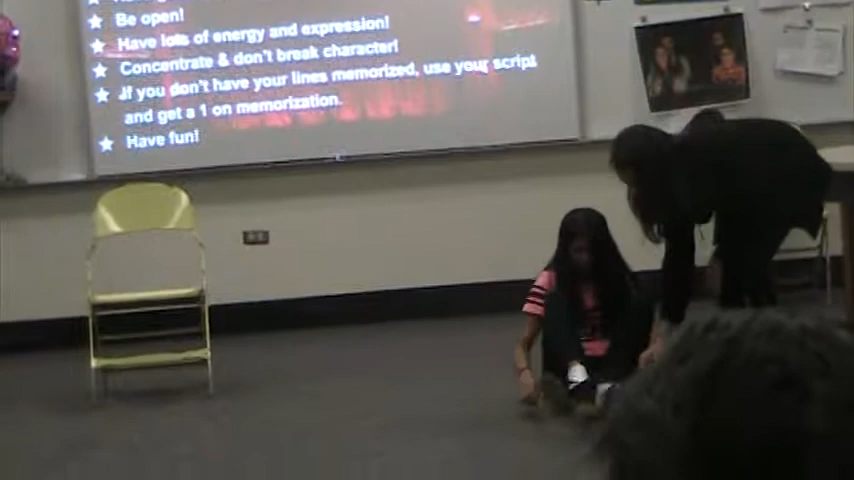 Be open!
Have lots of energy and expression!
Concentrate & don't break character!
If you don't have your lines memorized, use your script
and get a 1 on memorization.
Have fun!